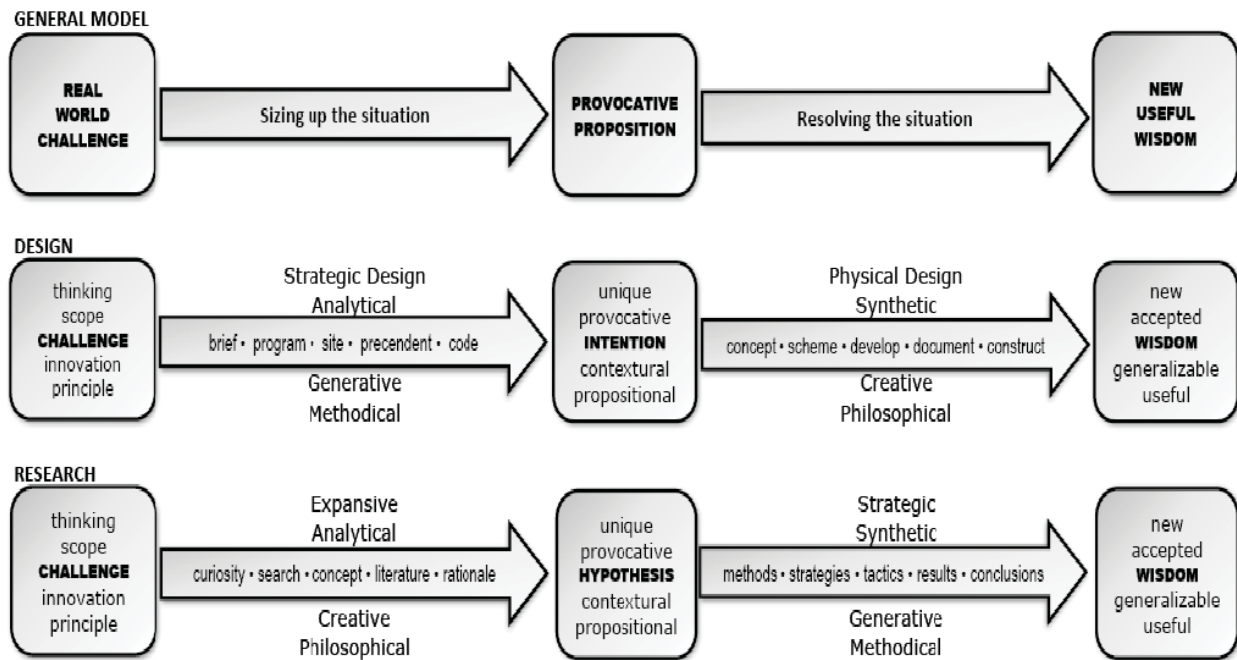 GENERAL MODEL
REAL
WORLD
CHALLENGE
Sizing up the situation
PROVOCATIVE
PROPOSITION
Resolving the situation
NEW
USEFUL
WISDOM
DESIGN
thinking
scope
CHALLENGE
innovation
principle
Strategic Design
Analytical
brief • program • site • precendent • code
Generative
Methodical
unique
provocative
INTENTION
contextural
propositional
Physical Design
Synthetic
concept • scheme • develop • document • construct
Creative
Philosophical
new
accepted
WISDOM
generalizable
useful
RESEARCH
thinking
scope
CHALLENGE
innovation
principle
Expansive
Analytical
curiosity • search • concept • literature • rationale
Creative
Philosophical
unique
provocative
HYPOTHESIS
contextural
propositional
Strategic
Synthetic
methods • strategies • tactics • results • conclusions
Generative
Methodical
new
accepted
WISDOM
generalizable
useful